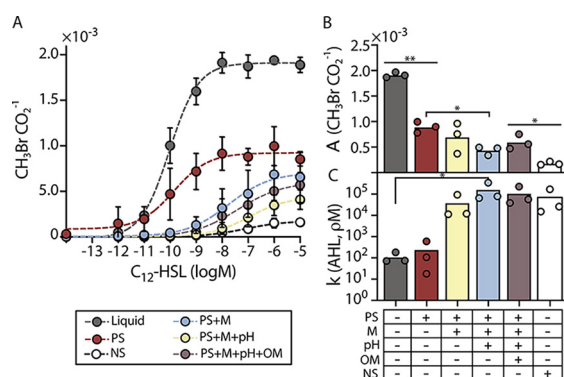 A
×10⁻³
2.0
1.5
1.0
5.0
0
CH₃Br CO₂⁻¹
-13 -12 -11 -10 -9 -8 -7 -6 -5
C₁₂-HSL (logM)
Liquid
PS
NS
PS+M
PS+M+pH
PS+M+pH+OM
B
×10⁻³
2.5
2.0
1.5
1.0
0.5
A (CH₃Br CO₂⁻¹)
** * *
C
*
10⁵
10⁴
10³
10²
10¹
10⁰
k (AHL, ρM)
PS - + + + + -
M - - + + + -
pH - - - + + -
OM - - - - + -
NS - - - - - +